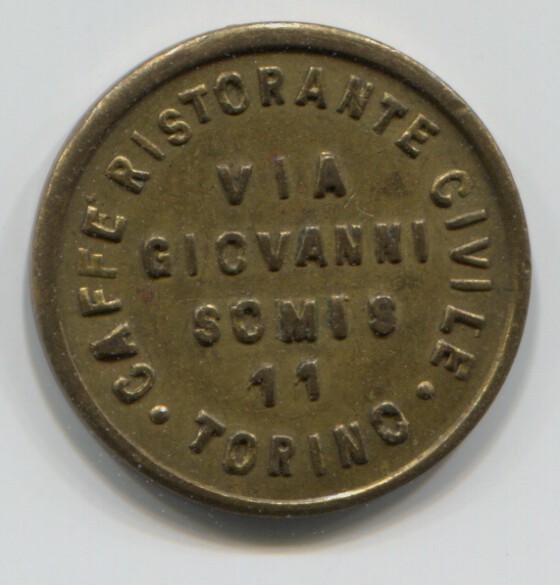 CAFFE RISTORANTE CIVILE
VIA
GIOVANNI
SOMIS
11
• TORINO •